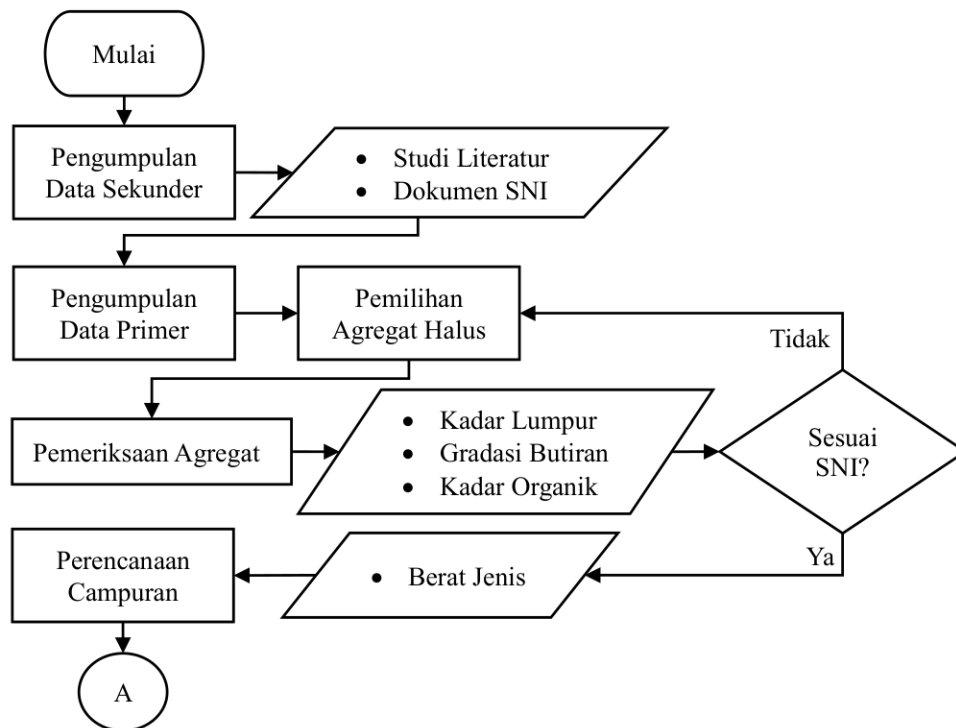 Mulai
Pengumpulan
Data Sekunder
• Studi Literatur
• Dokumen SNI
Pengumpulan
Data Primer
Pemilihan
Agregat Halus
Tidak
Pemeriksaan Agregat
• Kadar Lumpur
• Gradasi Butiran
• Kadar Organik
Sesuai
SNI?
Ya
• Berat Jenis
Perencanaan
Campuran
A